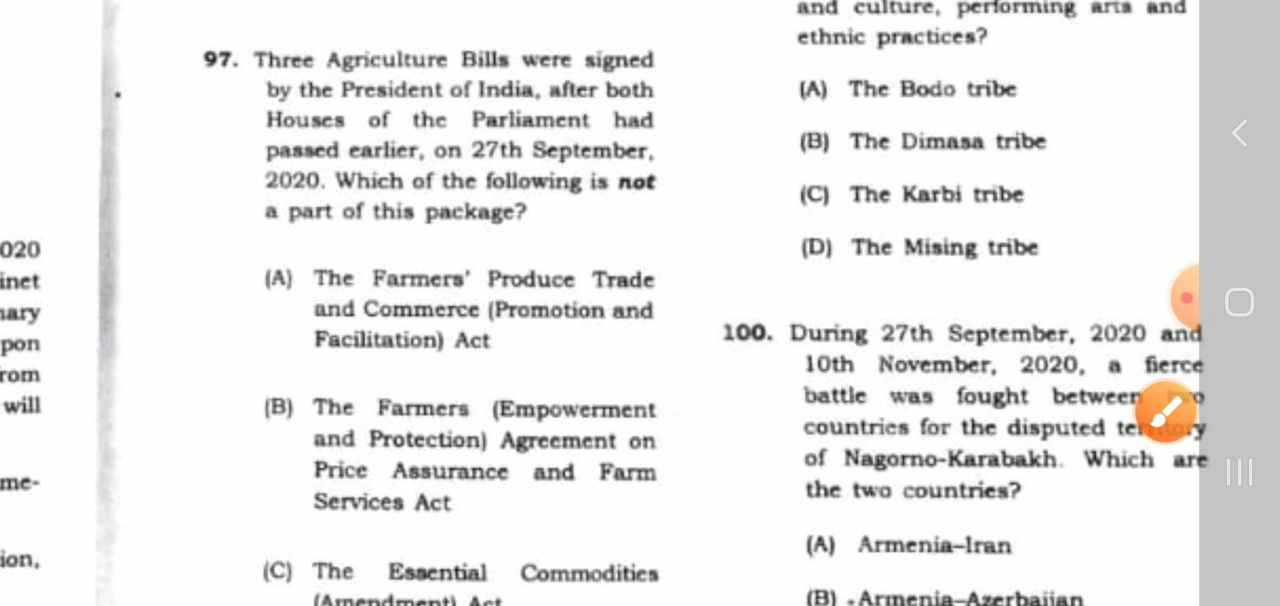 020
inet
nary
pon
rom
will
me-
ion,
97. Three Agriculture Bills were signed
by the President of India, after both
Houses of the Parliament had
passed earlier, on 27th September,
2020. Which of the following is not
a part of this package?
(A) The Farmers' Produce Trade
and Commerce (Promotion and
Facilitation) Act
(B) The Farmers (Empowerment
and Protection) Agreement on
Price Assurance and Farm
Services Act
(C) The Essential Commodities
(Amendment) Act
and culture, performing arts and
ethnic practices?
(A) The Bodo tribe
(B) The Dimasa tribe
(C) The Karbi tribe
(D) The Mising tribe
100. During 27th September, 2020 and
10th November, 2020, a fierce
battle was fought between
countries for the disputed territory
of Nagorno-Karabakh. Which are
the two countries?
(A) Armenia–Iran
(B) Armenia–Azerbaijan